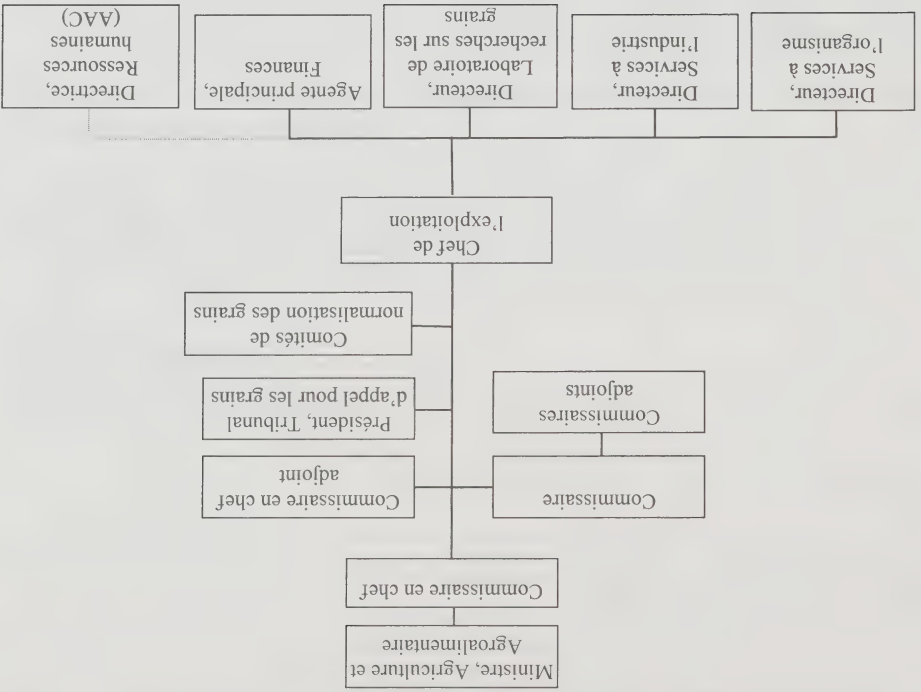 Ministre, Agriculture et
Agroalimentaire
Commissaire en chef
Commissaire
Commissaire en chef
adjoint
Commissaires
adjoints
Président, Tribunal
d'appel pour les grains
Comités de
normalisation des grains
Chef de
l'exploitation
Directeur,
Services à
l'organisme
Directeur,
Services à
l'industrie
Directeur,
Laboratoire de
recherches sur les
grains
Agente principale,
Finances
Directrice,
Ressources
humaines
(AAC)